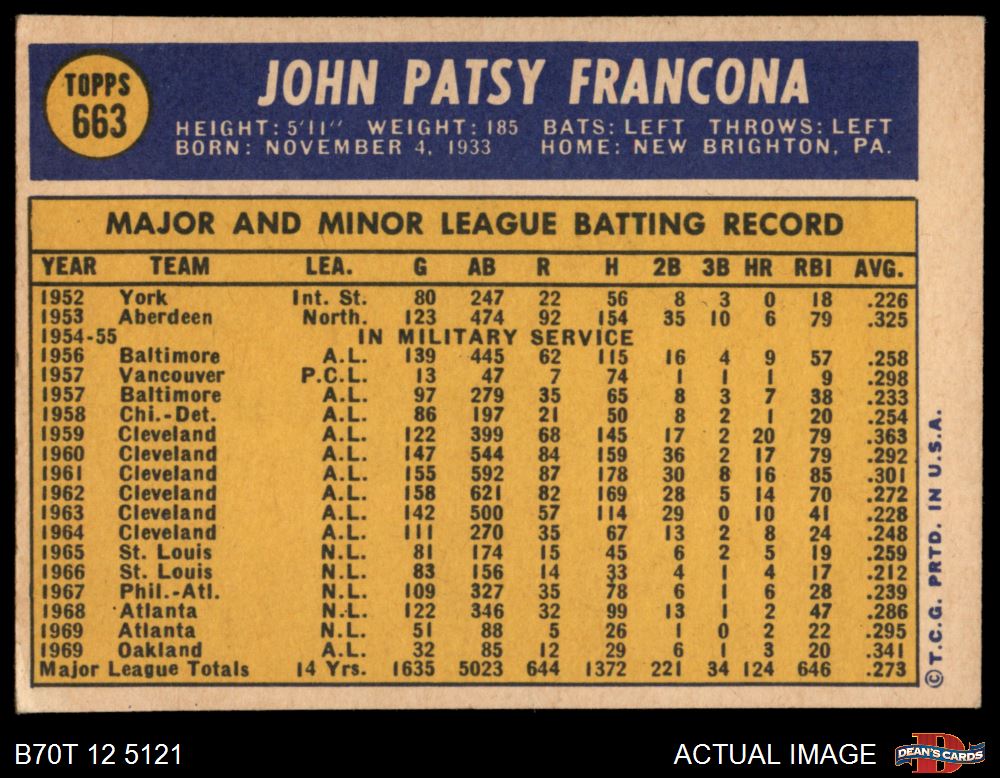 TOPPS
663
JOHN PATSY FRANCONA
HEIGHT: 5'11" WEIGHT: 185 BATS: LEFT THROWS: LEFT
BORN: NOVEMBER 4, 1933 HOME: NEW BRIGHTON, PA.
MAJOR AND MINOR LEAGUE BATTING RECORD
YEAR TEAM LEA. G AB R H 2B 3B HR RBI AVG.
1952 York Int. St. 80 247 22 56 8 3 0 18 .226
1953 Aberdeen North. 123 474 92 154 35 10 6 79 .325
1954-55 IN MILITARY SERVICE
1956 Baltimore A.L. 139 445 62 115 16 4 9 57 .258
1957 Vancouver P.C.L. 13 47 7 74 1 1 1 9 .298
1957 Baltimore A.L. 97 279 35 65 8 3 7 38 .233
1958 Chi.-Det. A.L. 86 197 21 50 8 2 1 20 .254
1959 Cleveland A.L. 122 399 68 145 17 2 20 79 .363
1960 Cleveland A.L. 147 544 84 159 36 2 17 79 .292
1961 Cleveland A.L. 155 592 87 178 30 8 16 85 .301
1962 Cleveland A.L. 158 621 82 169 28 5 14 70 .272
1963 Cleveland A.L. 142 500 57 114 29 0 10 41 .228
1964 Cleveland A.L. 111 270 35 67 13 2 8 24 .248
1965 St. Louis N.L. 81 174 15 45 6 2 5 19 .259
1966 St. Louis N.L. 83 156 14 33 4 1 4 17 .212
1967 Phil.-Atl. N.L. 109 327 35 78 6 1 6 28 .239
1968 Atlanta N.L. 122 346 32 99 13 1 2 47 .286
1969 Atlanta N.L. 51 88 5 26 1 0 2 22 .295
1969 Oakland A.L. 32 85 12 29 6 1 3 20 .341
Major League Totals 14 Yrs. 1635 5023 644 1372 221 34 124 646 .273
©T.C.G. PRTD. IN U.S.A.
B70T 12 5121
ACTUAL IMAGE
DEAN'S CARDS